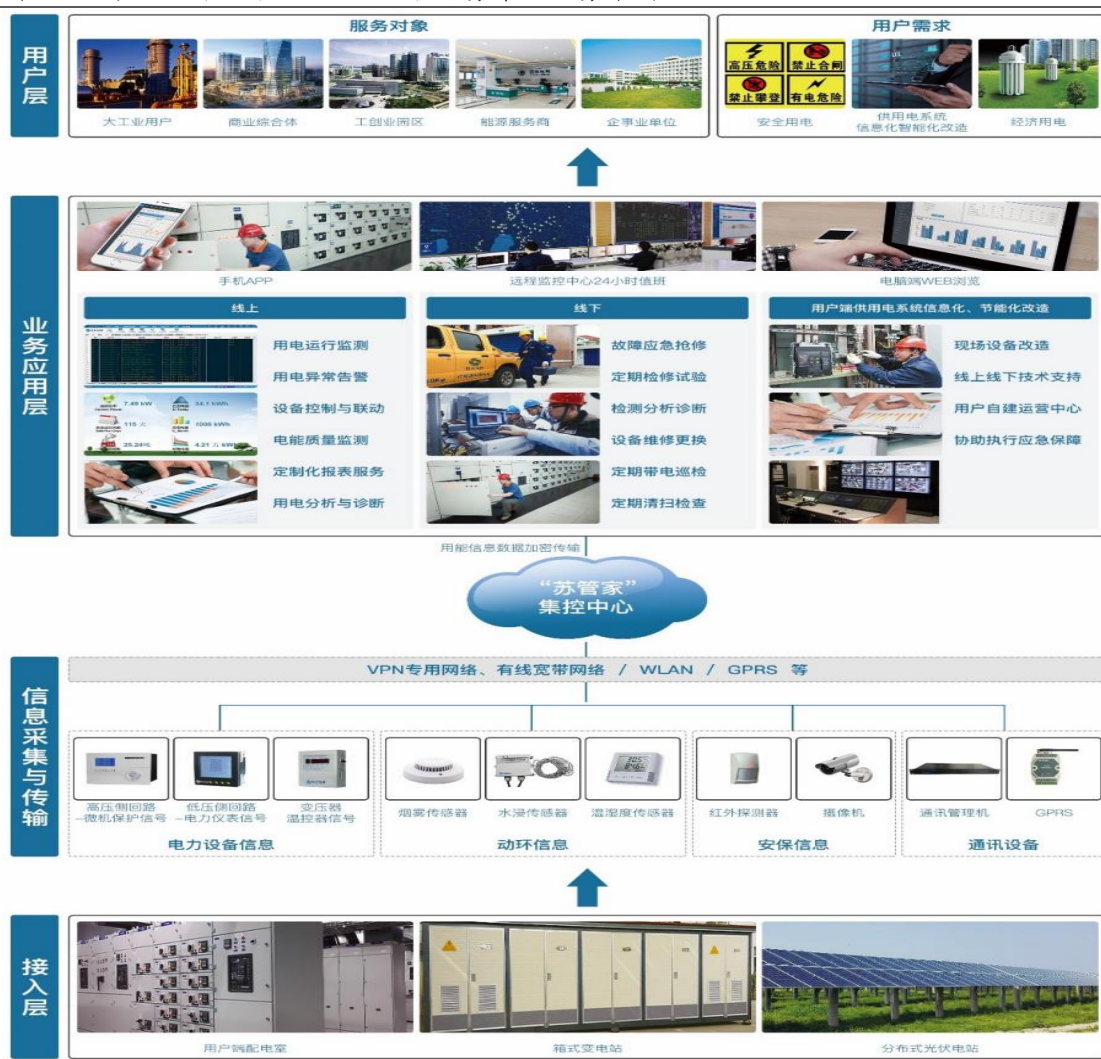 用户层
服务对象
大工业用户
商业综合体
工创业园区
能源服务商
企事业单位
用户需求
高压危险
禁止合闸
禁止攀登
有电危险
安全用电
供用电系统
信息化智能化改造
经济用电
业务应用层
手机APP
远程监控中心24小时值班
电脑端WEB浏览
线上
用电运行监测
用电异常告警
设备控制与联动
电能质量监测
定制化报表服务
用电分析与诊断
7.49 kW
34.1 kWh
115 次
1008 kWh
25.24吨
4.21 万 kWh
线下
故障应急抢修
定期检修试验
检测分析诊断
设备维修更换
定期带电巡检
定期清扫检查
用户端供用电系统信息化、节能化改造
现场设备改造
线上线下技术支持
用户自建运营中心
协助执行应急保障
用能信息数据加密传输
“苏管家”
集控中心
信息采集与传输
VPN专用网络、有线宽带网络 / WLAN / GPRS 等
高压侧回路
-微机保护信号
低压侧回路
-电力仪表信号
变压器
温控器信号
电力设备信息
烟雾传感器
水浸传感器
温湿度传感器
动环信息
红外探测器
摄像机
安保信息
通讯管理机
GPRS
通讯设备
接入层
用户端配电室
箱式变电站
分布式光伏电站